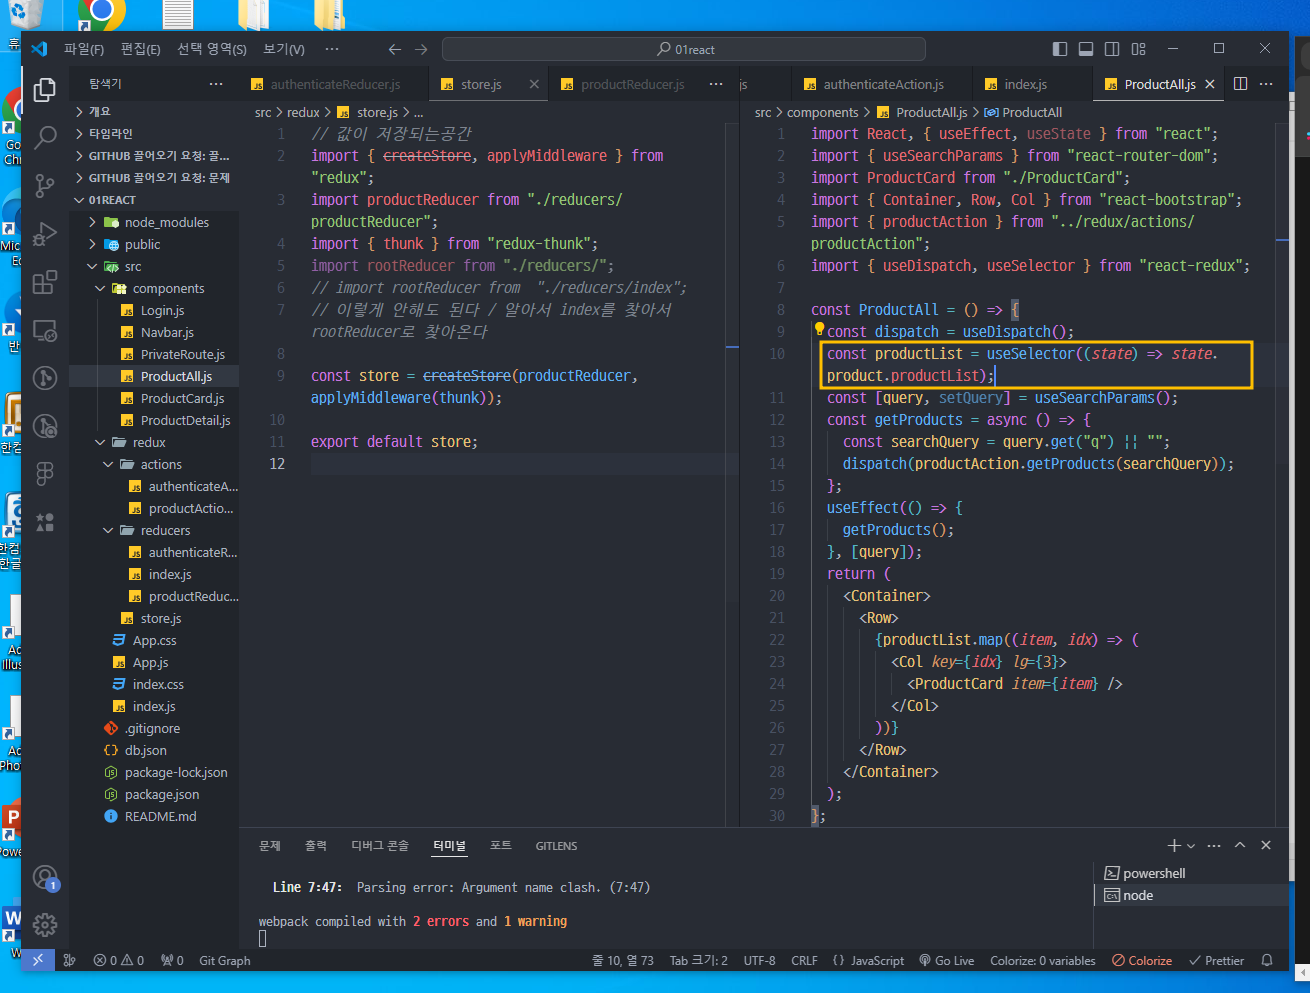 파일(F) 편집(E) 선택 영역(S) 보기(V) ··· 01react
탐색기 ···
개요
타임라인
GITHUB 끌어오기 요청: 끌...
GITHUB 끌어오기 요청: 문제
01REACT
node_modules
public
src
components
Login.js
Navbar.js
PrivateRoute.js
ProductAll.js
ProductCard.js
ProductDetail.js
redux
actions
authenticateA...
productActio...
reducers
authenticateR...
index.js
productReduc...
store.js
App.css
App.js
index.css
index.js
.gitignore
db.json
package-lock.json
package.json
README.md
authenticateReducer.js store.js productReducer.js ···
src > redux > store.js > ...
1 // 값이 저장되는공간
2 import { createStore, applyMiddleware } from
"redux";
3 import productReducer from "./reducers/
productReducer";
4 import { thunk } from "redux-thunk";
5 import rootReducer from "./reducers/";
6 // import rootReducer from  "./reducers/index";
7 // 이렇게 안해도 된다 / 알아서 index를 찾아서
rootReducer로 찾아온다
8
9 const store = createStore(productReducer,
applyMiddleware(thunk));
10
11 export default store;
12
js authenticateAction.js index.js ProductAll.js ···
src > components > ProductAll.js > ProductAll
1 import React, { useEffect, useState } from "react";
2 import { useSearchParams } from "react-router-dom";
3 import ProductCard from "./ProductCard";
4 import { Container, Row, Col } from "react-bootstrap";
5 import { productAction } from "../redux/actions/
productAction";
6 import { useDispatch, useSelector } from "react-redux";
7
8 const ProductAll = () => {
9 const dispatch = useDispatch();
10 const productList = useSelector((state) => state.
product.productList);
11 const [query, setQuery] = useSearchParams();
12 const getProducts = async () => {
13 const searchQuery = query.get("q") || "";
14 dispatch(productAction.getProducts(searchQuery));
15 };
16 useEffect(() => {
17 getProducts();
18 }, [query]);
19 return (
20 <Container>
21 <Row>
22 {productList.map((item, idx) => (
23 <Col key={idx} lg={3}>
24 <ProductCard item={item} />
25 </Col>
26 ))}
27 </Row>
28 </Container>
29 );
30 };
문제 출력 디버그 콘솔 터미널 포트 GITLENS
Line 7:47:  Parsing error: Argument name clash. (7:47)
webpack compiled with 2 errors and 1 warning
powershell
node
1
0 0 0 Git Graph 줄 10, 열 73 Tab 크기: 2 UTF-8 CRLF {} JavaScript Go Live Colorize: 0 variables Colorize Prettier